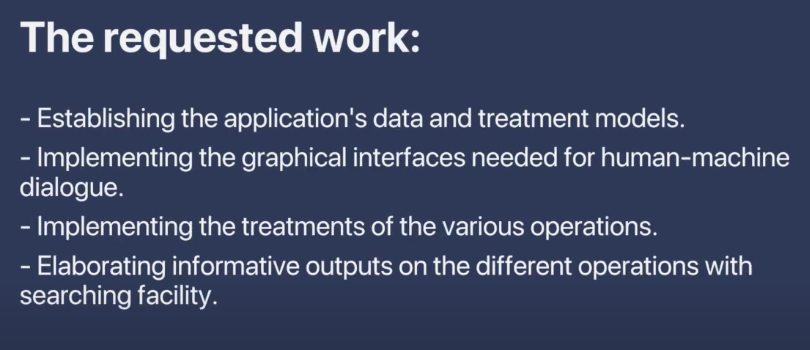 The requested work:
- Establishing the application's data and treatment models.
- Implementing the graphical interfaces needed for human-machine
dialogue.
- Implementing the treatments of the various operations.
- Elaborating informative outputs on the different operations with
searching facility.